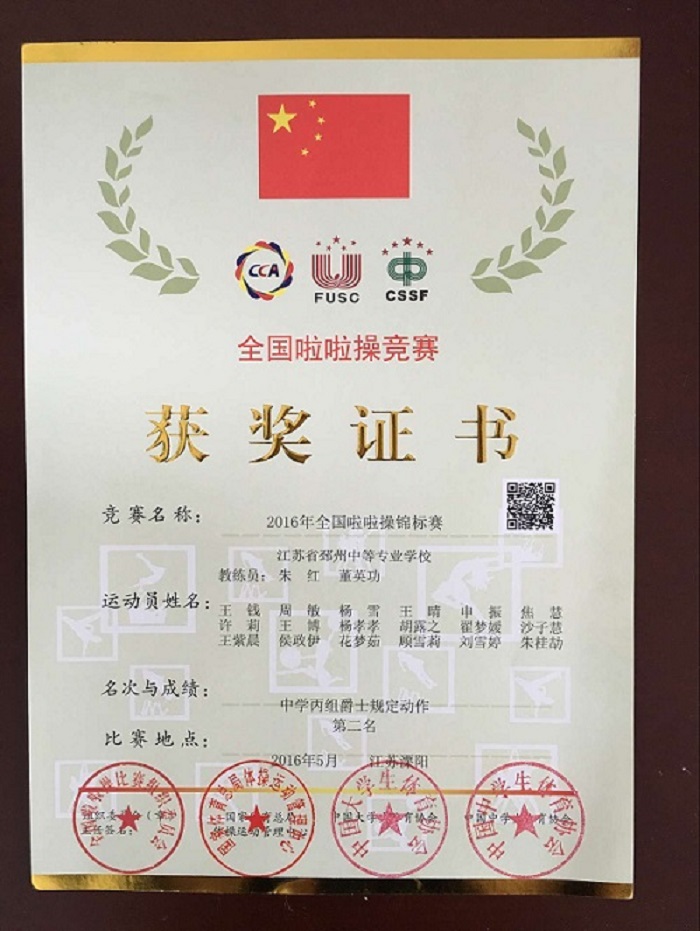 CCA FUSC CSSF
全国啦啦操竞赛
获奖证书
竞赛名称： 2016年全国啦啦操锦标赛
江苏省邳州中等专业学校
教练员： 朱 红 董英功
运动员姓名：
王 钱 周 敏 杨 雪 王 晴 申 振 焦 慧
许 莉 王 博 杨孝孝 胡露之 翟梦媛 沙子慧
王紫晨 侯政伊 花梦茹 顾雪莉 刘雪婷 朱桂劼
名次与成绩： 中学丙组爵士规定动作
第二名
比赛地点： 2016年5月 江苏溧阳
中国大学生体育协会 中国中学生体育协会